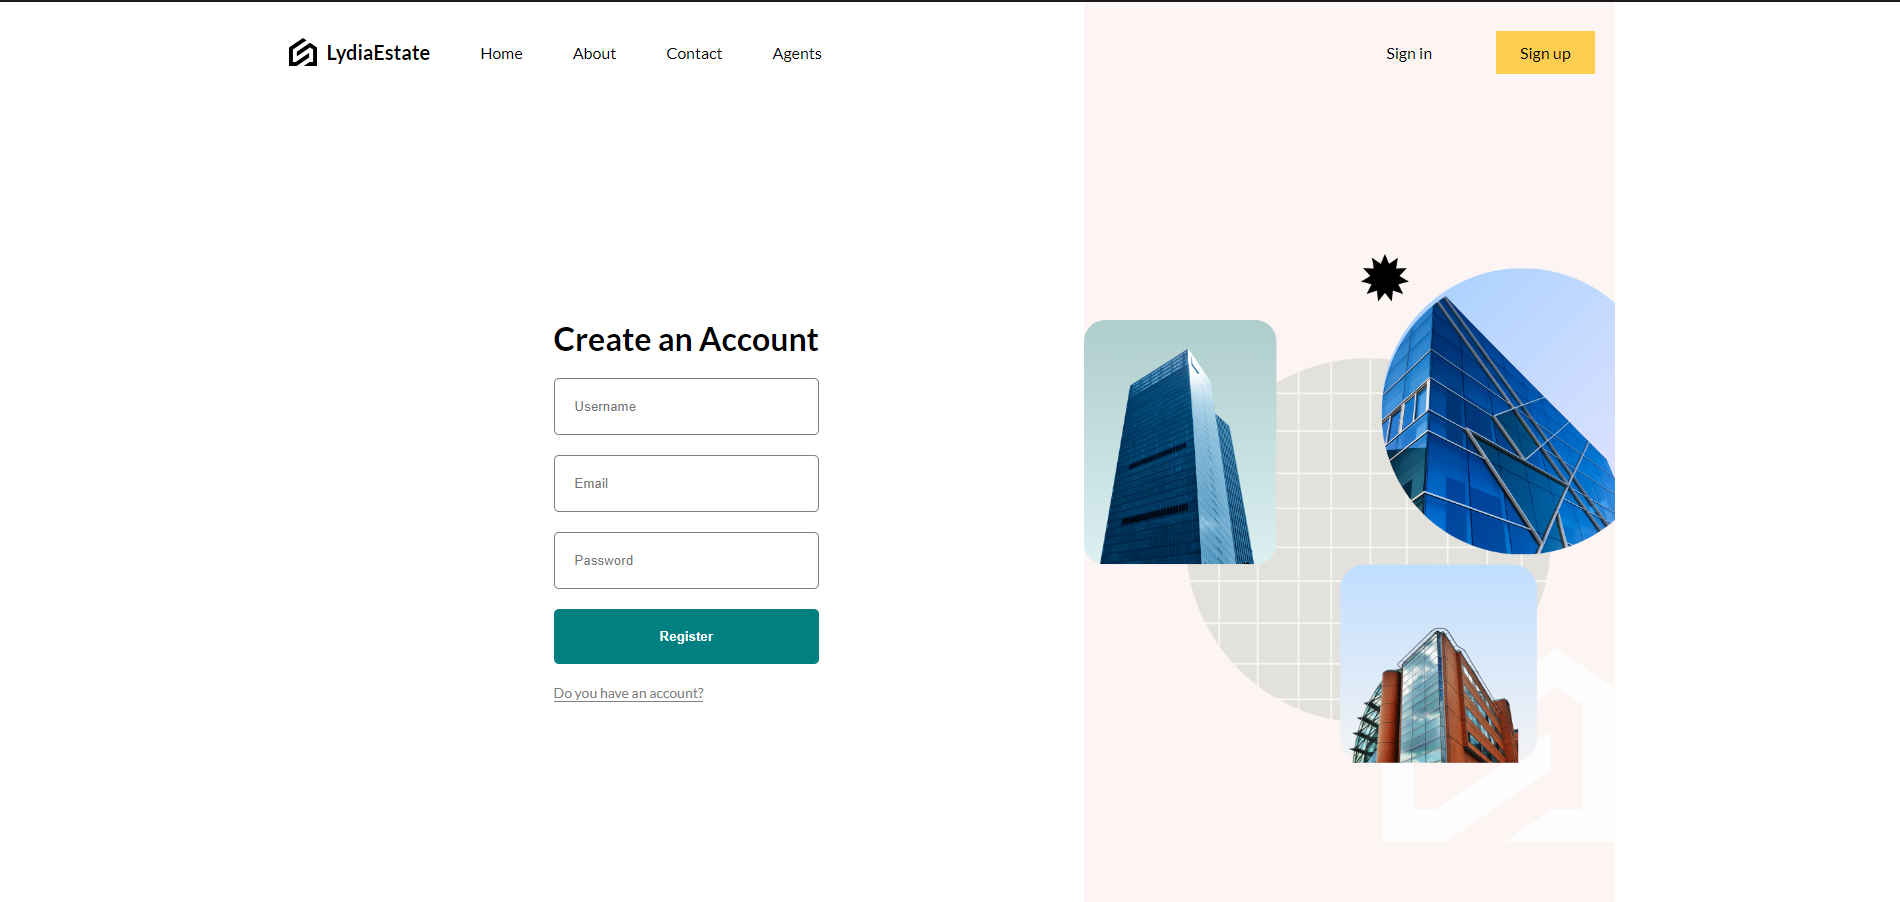 LydiaEstate
Home
About
Contact
Agents
Sign in
Sign up
Create an Account
Username
Email
Password
Register
Do you have an account?